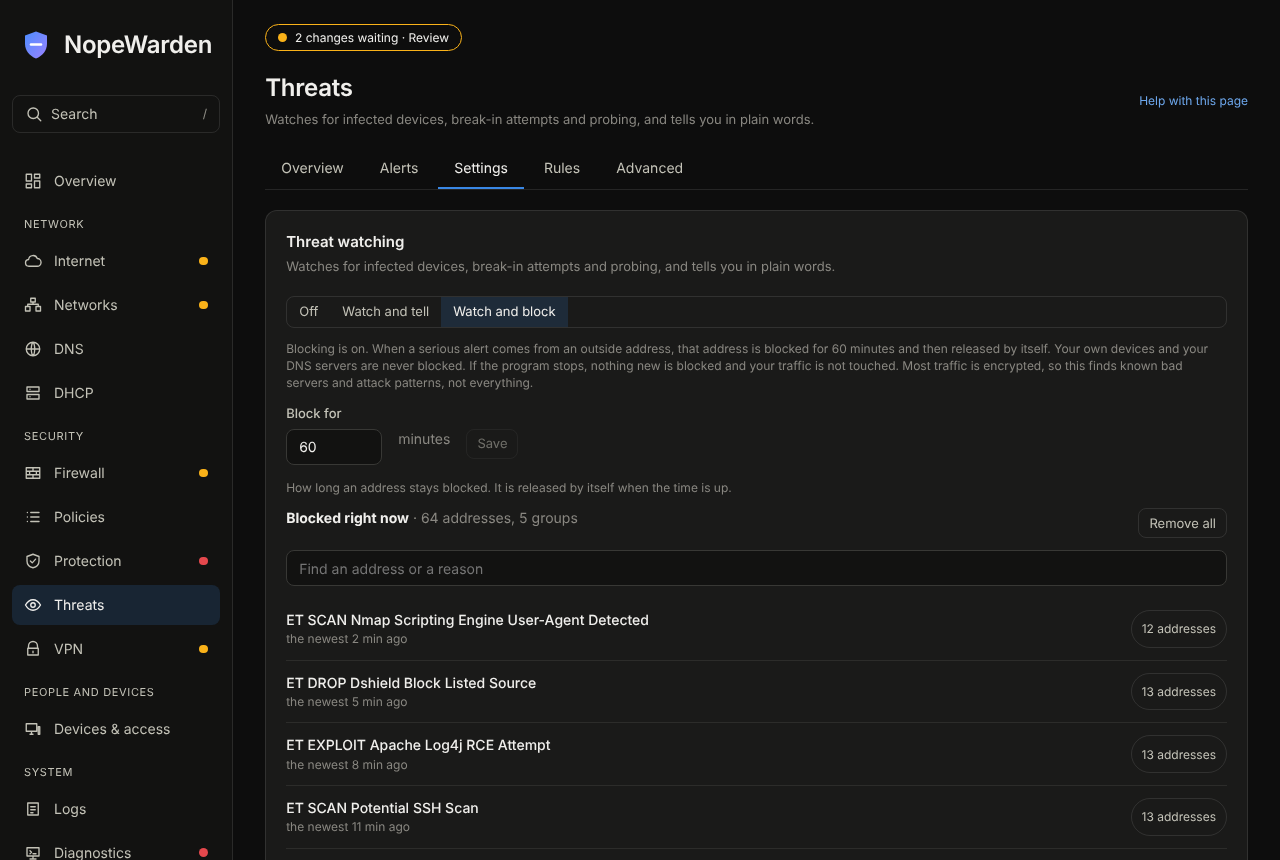 NopeWarden
Search /
Overview
NETWORK
Internet
Networks
DNS
DHCP
SECURITY
Firewall
Policies
Protection
Threats
VPN
PEOPLE AND DEVICES
Devices & access
SYSTEM
Logs
Diagnostics
2 changes waiting · Review
Threats
Watches for infected devices, break-in attempts and probing, and tells you in plain words.
Help with this page
Overview Alerts Settings Rules Advanced
Threat watching
Watches for infected devices, break-in attempts and probing, and tells you in plain words.
Off Watch and tell Watch and block
Blocking is on. When a serious alert comes from an outside address, that address is blocked for 60 minutes and then released by itself. Your own devices and your
DNS servers are never blocked. If the program stops, nothing new is blocked and your traffic is not touched. Most traffic is encrypted, so this finds known bad
servers and attack patterns, not everything.
Block for
60 minutes Save
How long an address stays blocked. It is released by itself when the time is up.
Blocked right now · 64 addresses, 5 groups
Remove all
Find an address or a reason
ET SCAN Nmap Scripting Engine User-Agent Detected
the newest 2 min ago
12 addresses
ET DROP Dshield Block Listed Source
the newest 5 min ago
13 addresses
ET EXPLOIT Apache Log4j RCE Attempt
the newest 8 min ago
13 addresses
ET SCAN Potential SSH Scan
the newest 11 min ago
13 addresses